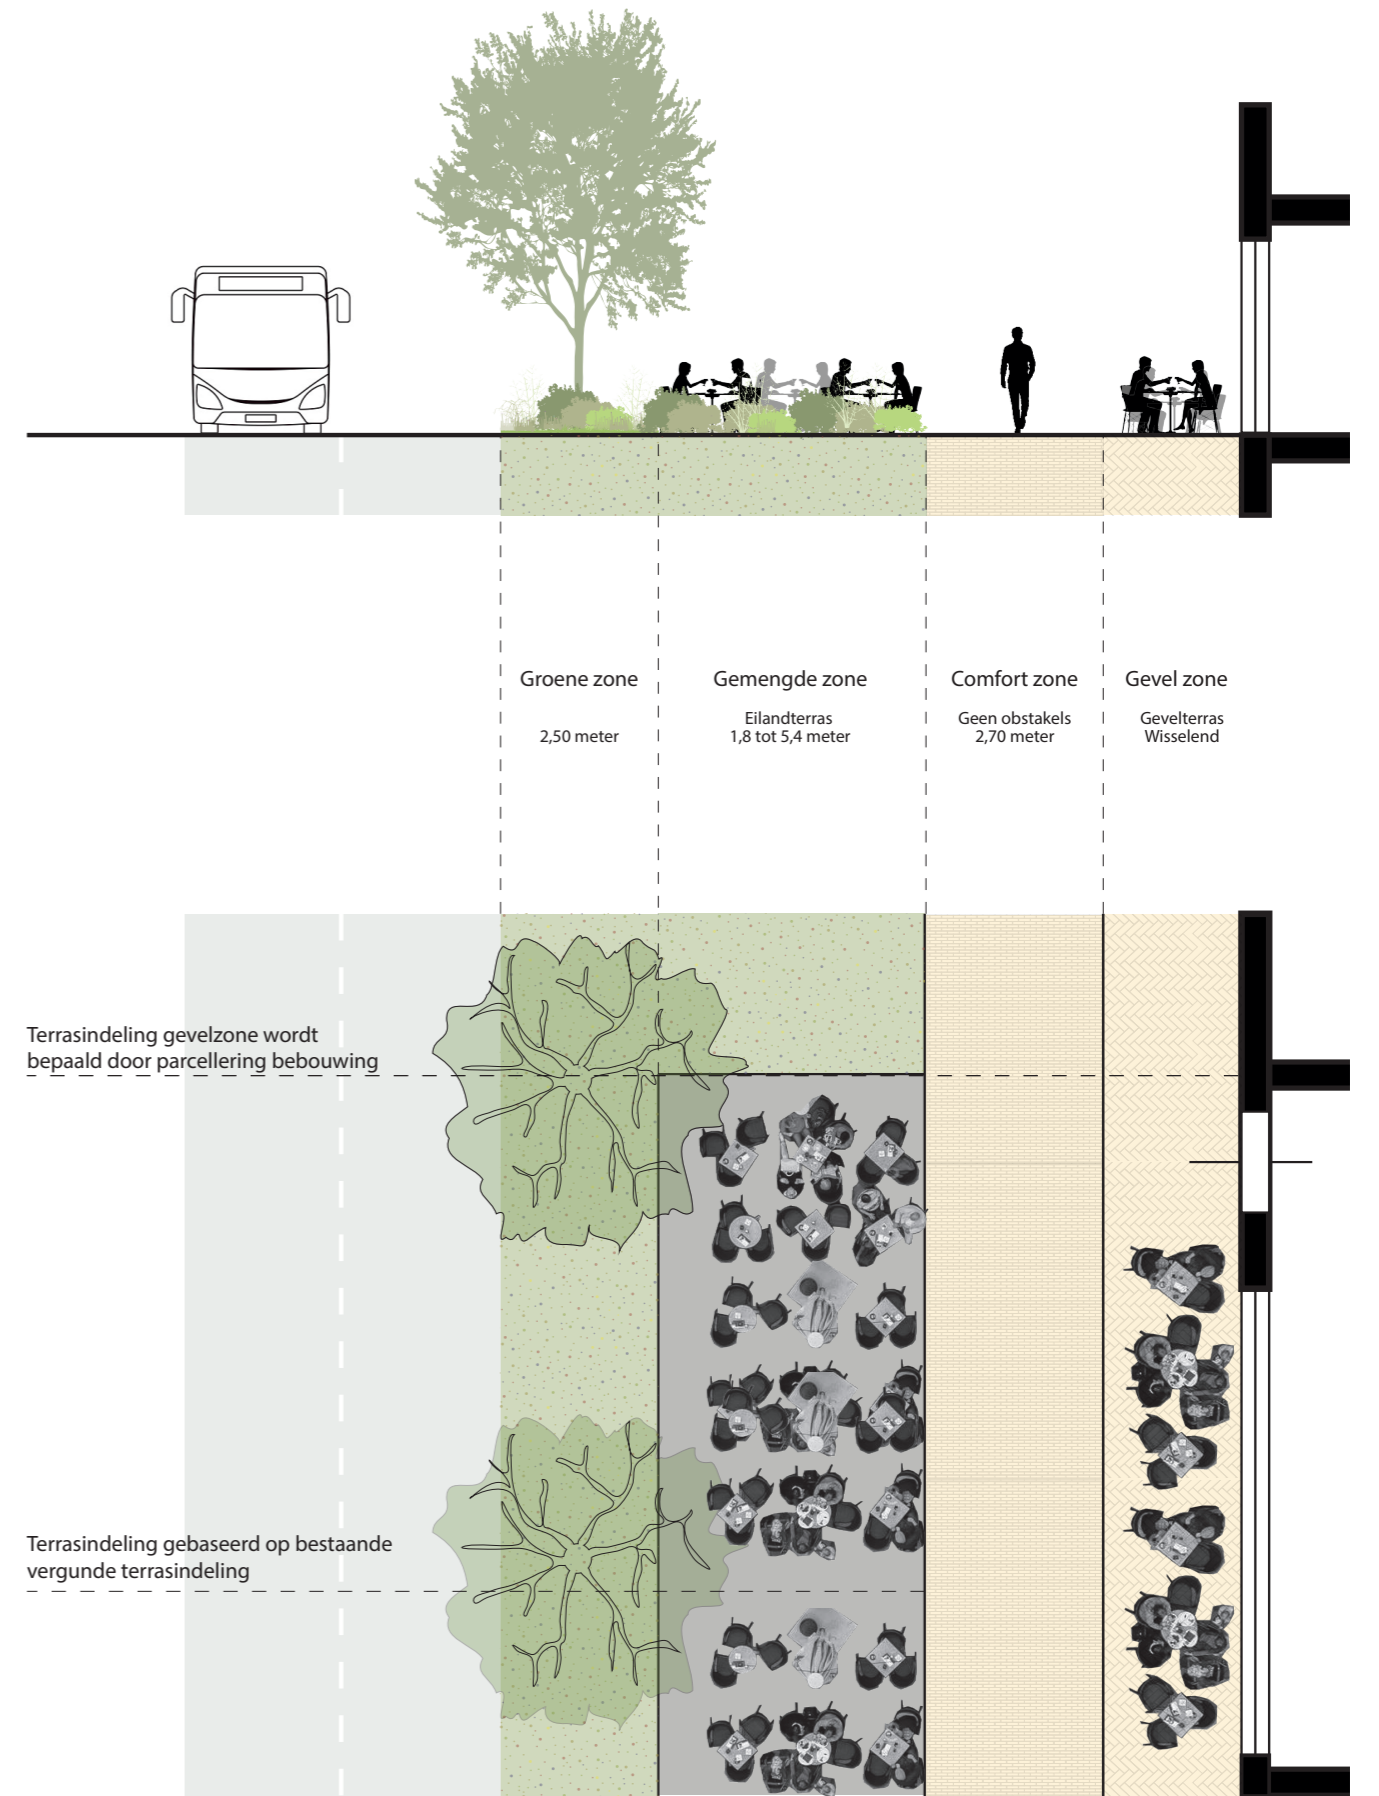 Groene zone
2,50 meter
Gemengde zone
Eilandterras
1,8 tot 5,4 meter
Comfort zone
Geen obstakels
2,70 meter
Gevel zone
Gevelterras
Wisselend
Terrasindeling gevelzone wordt
bepaald door parcellering bebouwing
Terrasindeling gebaseerd op bestaande
vergunde terrasindeling